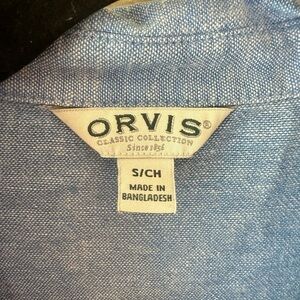 ORVIS®
CLASSIC COLLECTION
Since 1856
S/CH
MADE IN
BANGLADESH